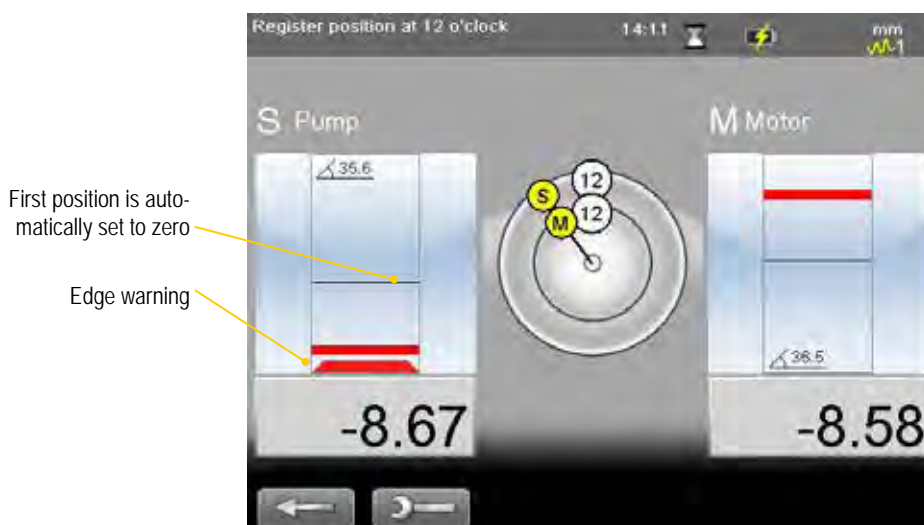 Register position at 12 o'clock 14:11 mm
1
S Pump M Motor
35.6
12
S
12
M
First position is auto-
matically set to zero
Edge warning
36.5
-8.67 -8.58